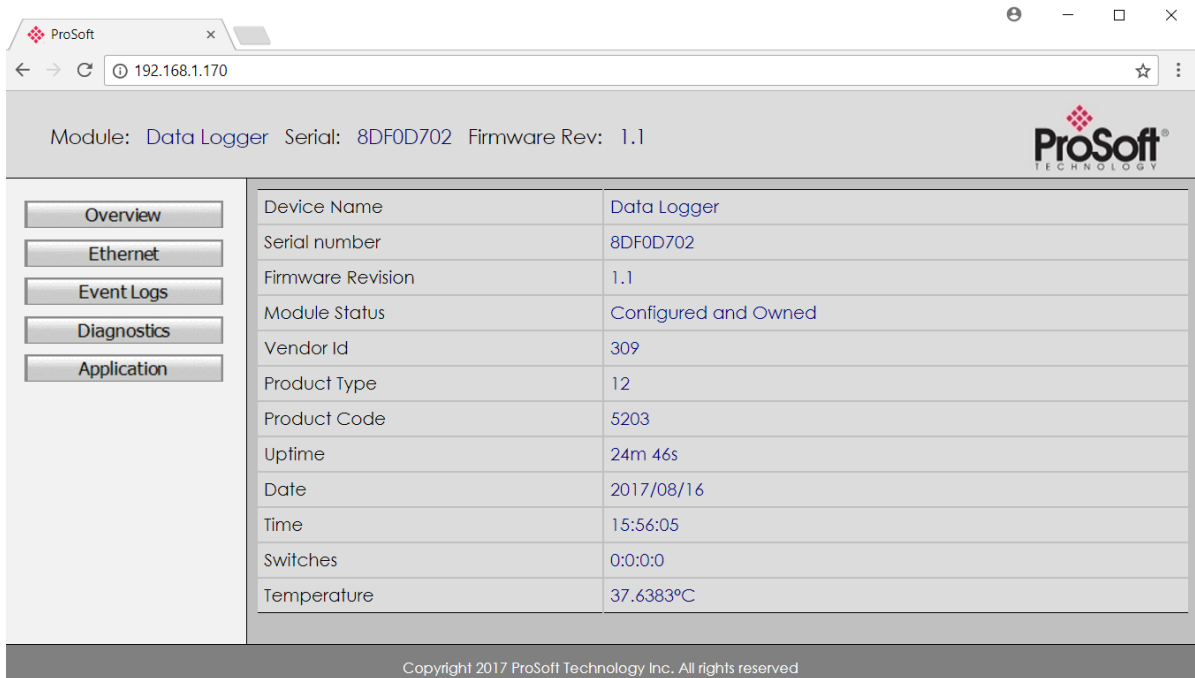 ProSoft
192.168.1.170
Module: Data Logger Serial: 8DF0D702 Firmware Rev: 1.1
ProSoft®
TECHNOLOGY
Overview
Ethernet
Event Logs
Diagnostics
Application
Device Name Data Logger
Serial number 8DF0D702
Firmware Revision 1.1
Module Status Configured and Owned
Vendor Id 309
Product Type 12
Product Code 5203
Uptime 24m 46s
Date 2017/08/16
Time 15:56:05
Switches 0:0:0:0
Temperature 37.6383°C
Copyright 2017 ProSoft Technology Inc. All rights reserved